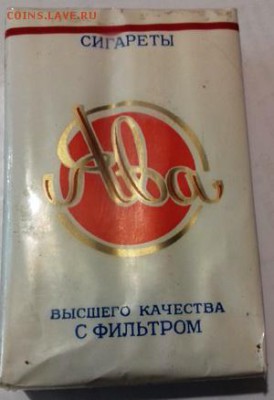 COINS.LAVE.RU
СИГАРЕТЫ
Ява
ВЫСШЕГО КАЧЕСТВА
С ФИЛЬТРОМ